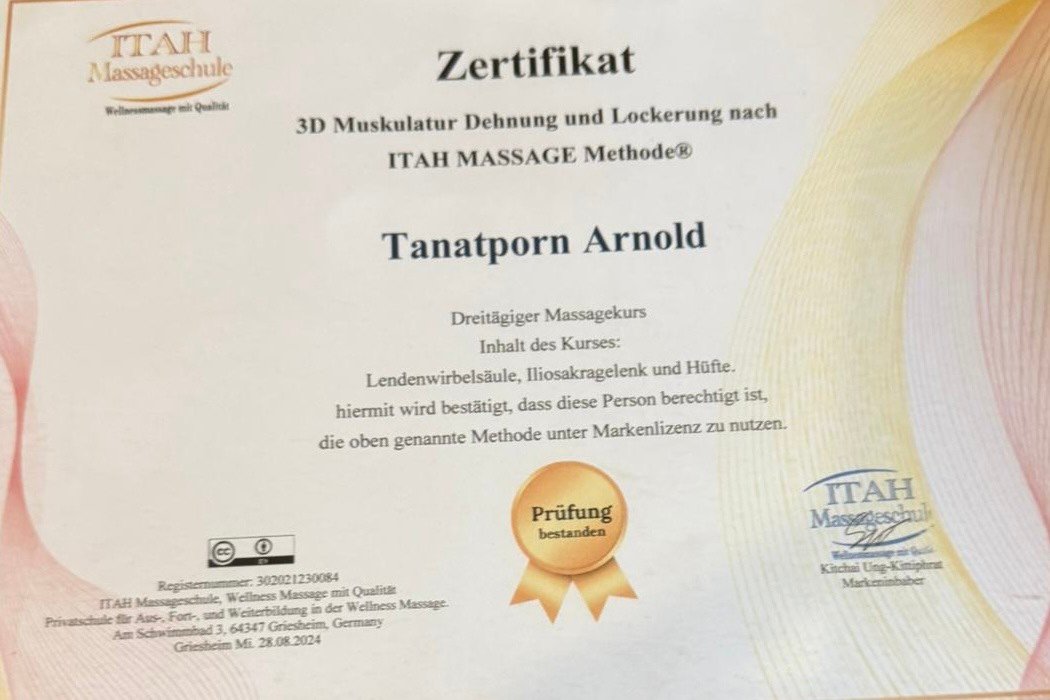 ITAH
Massageschule
Wellnessmassage mit Qualität
Zertifikat
3D Muskulatur Dehnung und Lockerung nach
ITAH MASSAGE Methode®
Tanatporn Arnold
Dreitägiger Massagekurs
Inhalt des Kurses:
Lendenwirbelsäule, Iliosakragelenk und Hüfte.
hiermit wird bestätigt, dass diese Person berechtigt ist,
die oben genannte Methode unter Markenlizenz zu nutzen.
Prüfung
bestanden
cc
Registernummer: 302021230084
ITAH Massageschule, Wellness Massage mit Qualität
Privatschule für Aus-, Fort-, und Weiterbildung in der Wellness Massage.
Am Schwimmbad 3, 64347 Griesheim, Germany
Griesheim Mi. 28.08.2024
ITAH
Massageschule
Wellnessmassage mit
Kitchai Ung-Kittiphrat
Markeninhaber